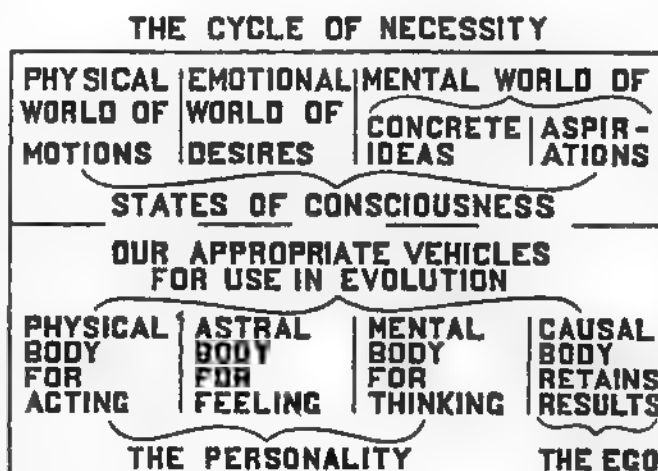 THE CYCLE OF NECESSITY
PHYSICAL EMOTIONAL MENTAL WORLD OF
WORLD OF WORLD OF
CONCRETE ASPIR-
MOTIONS DESIRES IDEAS ATIONS
STATES OF CONSCIOUSNESS
OUR APPROPRIATE VEHICLES
FOR USE IN EVOLUTION
PHYSICAL ASTRAL MENTAL CAUSAL
BODY BODY BODY BODY
FOR FOR FOR RETAINS
ACTING FEELING THINKING RESULTS
THE PERSONALITY THE EGO